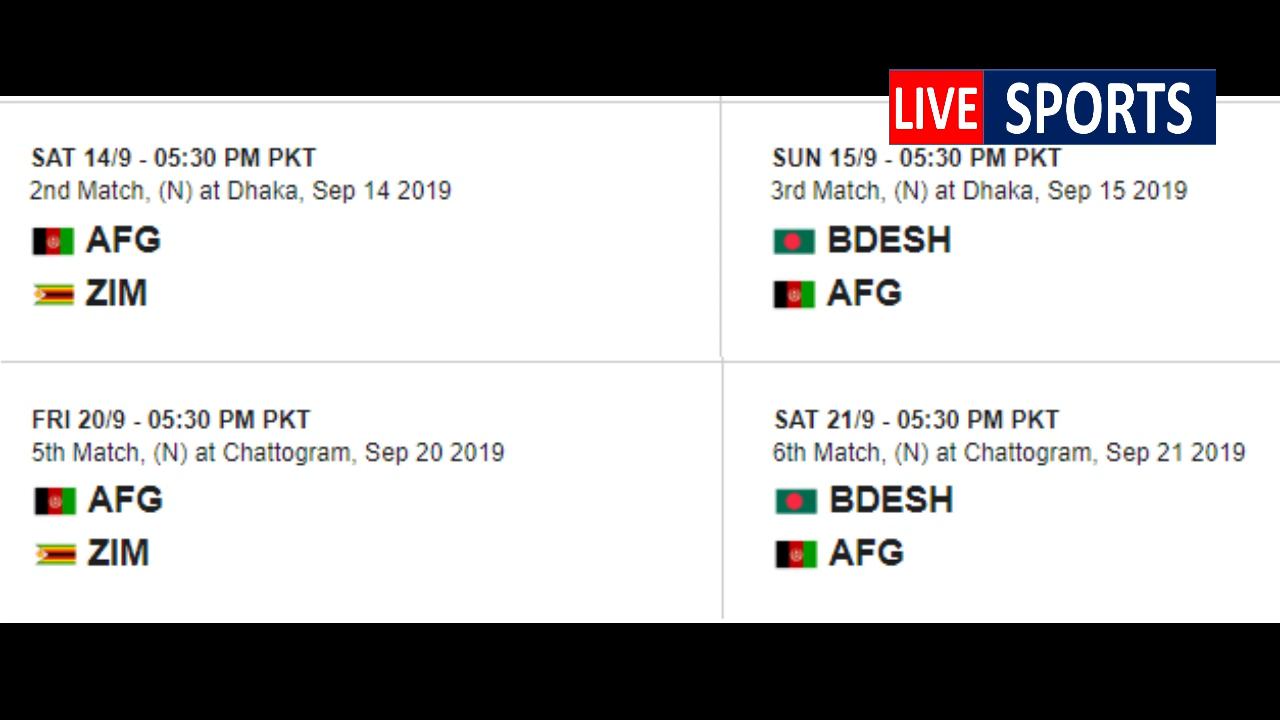 LIVE SPORTS
SAT 14/9 - 05:30 PM PKT
2nd Match, (N) at Dhaka, Sep 14 2019
AFG
ZIM
SUN 15/9 - 05:30 PM PKT
3rd Match, (N) at Dhaka, Sep 15 2019
BDESH
AFG
FRI 20/9 - 05:30 PM PKT
5th Match, (N) at Chattogram, Sep 20 2019
AFG
ZIM
SAT 21/9 - 05:30 PM PKT
6th Match, (N) at Chattogram, Sep 21 2019
BDESH
AFG